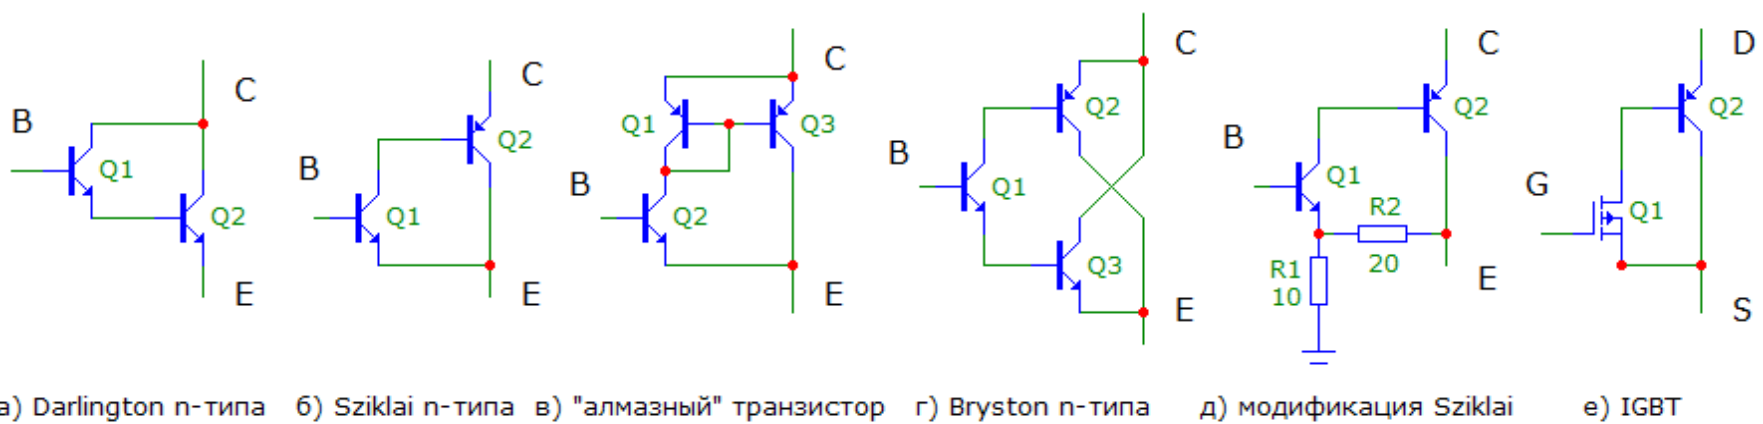 B
C
Q1
Q2
E
B
C
Q2
Q1
E
C
Q1
Q3
B
Q2
E
C
Q2
B
Q1
Q3
E
C
Q2
B
Q1
R2
20
R1
10
E
D
Q2
G
Q1
S
а) Darlington n-типа
б) Sziklai n-типа
в) "алмазный" транзистор
г) Bryston n-типа
д) модификация Sziklai
е) IGBT